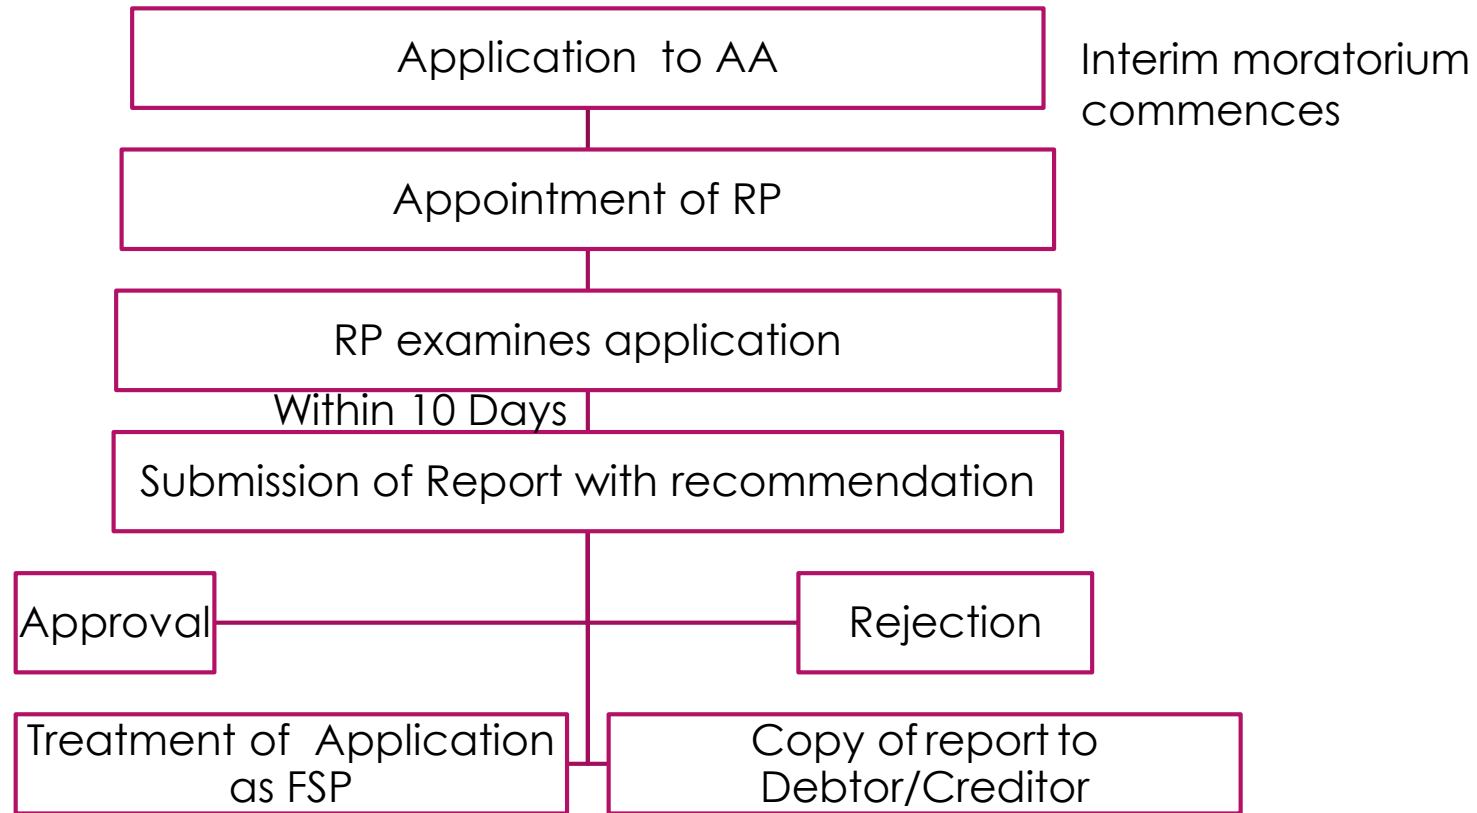 Application to AA
Interim moratorium
commences
Appointment of RP
RP examines application
Within 10 Days
Submission of Report with recommendation
Approval
Rejection
Treatment of Application
as FSP
Copy of report to
Debtor/Creditor